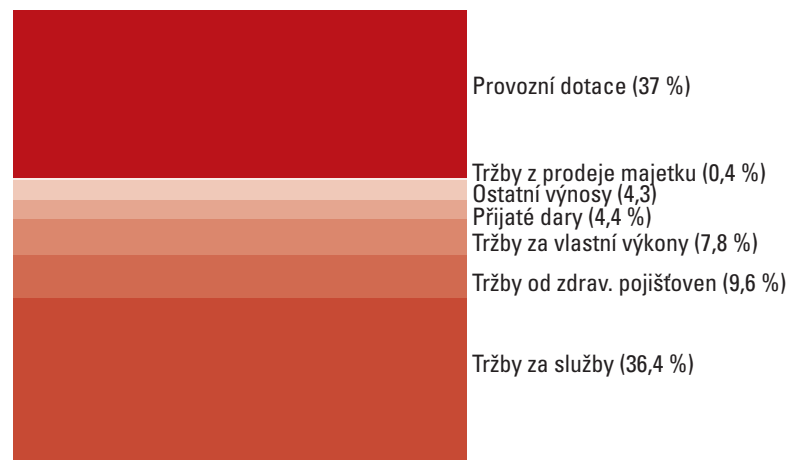 Provozní dotace (37 %)
Tržby z prodeje majetku (0,4 %)
Ostatní výnosy (4,3)
Přijaté dary (4,4 %)
Tržby za vlastní výkony (7,8 %)
Tržby od zdrav. pojišťoven (9,6 %)
Tržby za služby (36,4 %)